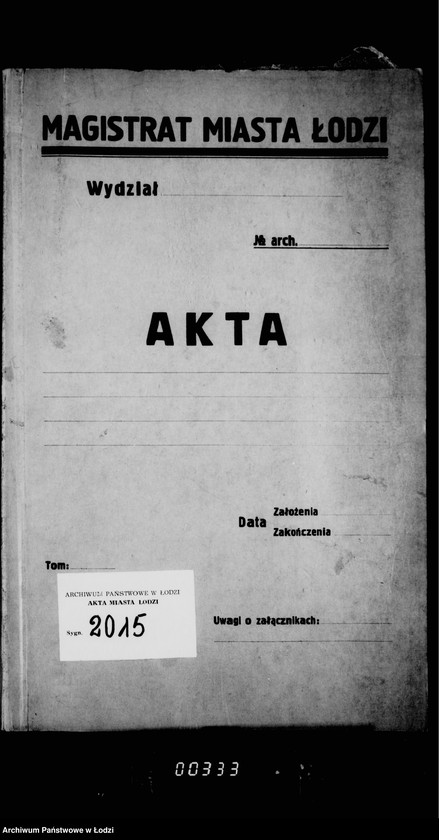 MAGISTRAT MIASTA ŁODZI
Wydział
№ arch.
AKTA
Data Założenia
Zakończenia
Tom:
ARCHIWUM PAŃSTWOWE W ŁODZI
AKTA MIASTA ŁODZI
Sygn. 2015
Uwagi o załącznikach:
00333
Archiwum Państwowe w Łodzi